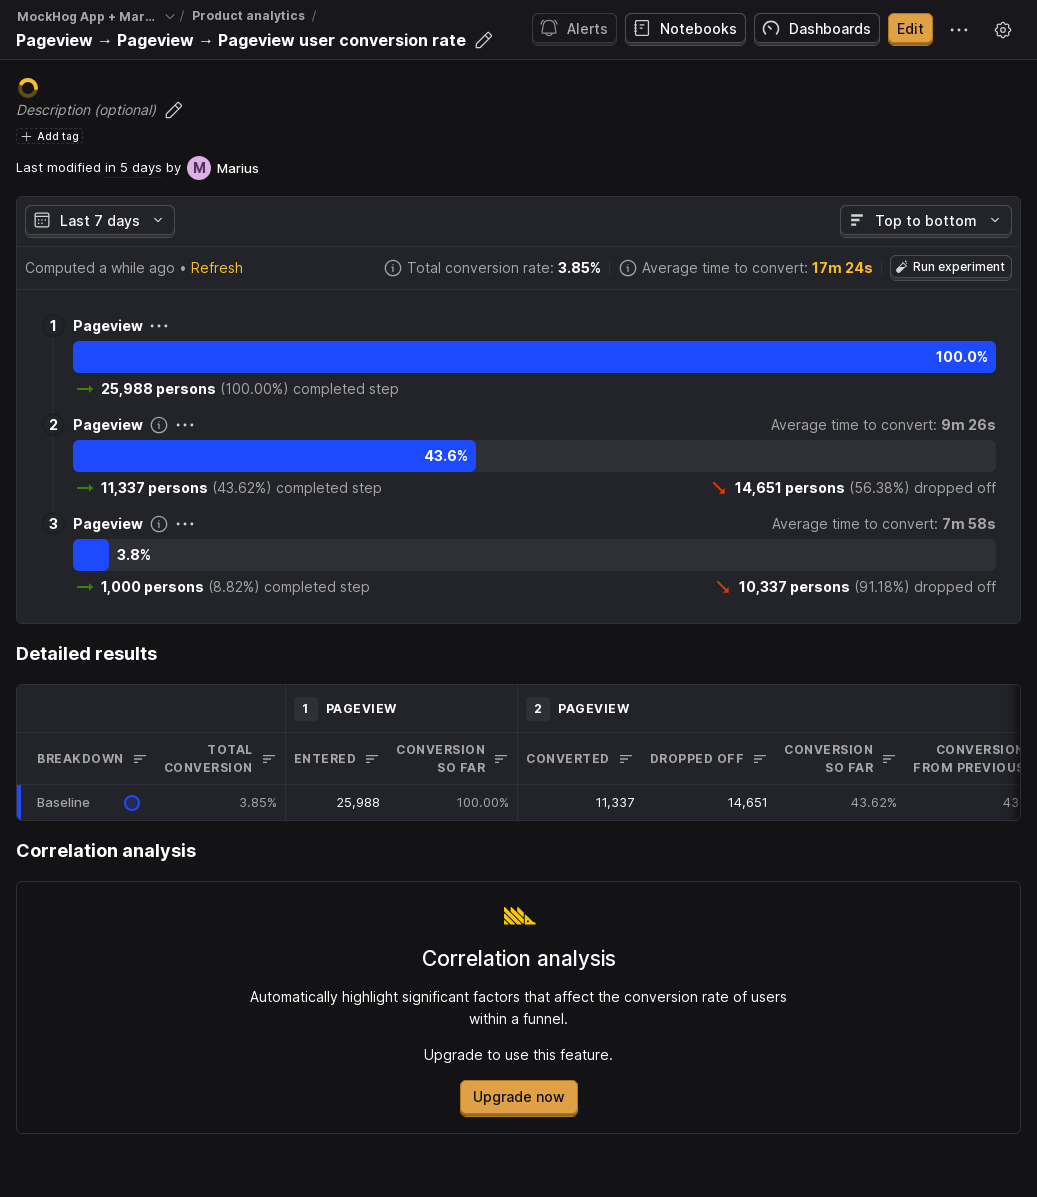 MockHog App + Mar... / Product analytics /
Pageview → Pageview → Pageview user conversion rate
Alerts
Notebooks
Dashboards
Edit
Description (optional)
Add tag
Last modified in 5 days by M Marius
Last 7 days
Top to bottom
Computed a while ago • Refresh
Total conversion rate: 3.85%
Average time to convert: 17m 24s
Run experiment
1 Pageview
100.0%
25,988 persons (100.00%) completed step
2 Pageview
Average time to convert: 9m 26s
43.6%
11,337 persons (43.62%) completed step
14,651 persons (56.38%) dropped off
3 Pageview
Average time to convert: 7m 58s
3.8%
1,000 persons (8.82%) completed step
10,337 persons (91.18%) dropped off
Detailed results
1 PAGEVIEW
2 PAGEVIEW
BREAKDOWN
TOTAL
CONVERSION
ENTERED
CONVERSION
SO FAR
CONVERTED
DROPPED OFF
CONVERSION
SO FAR
CONVERSION
FROM PREVIOUS
Baseline
3.85%
25,988
100.00%
11,337
14,651
43.62%
43
Correlation analysis
Correlation analysis
Automatically highlight significant factors that affect the conversion rate of users
within a funnel.
Upgrade to use this feature.
Upgrade now